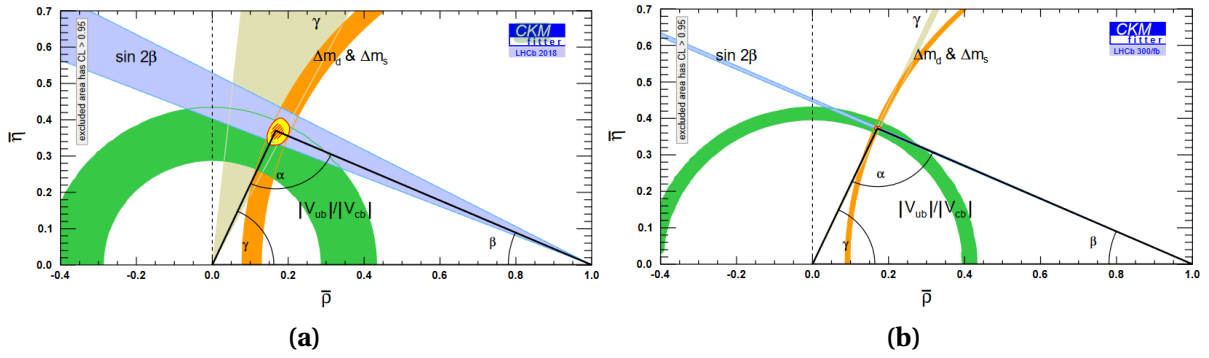 0.7
0.6
0.5
0.4
0.3
0.2
0.1
0.0
-0.4
-0.2
0.0
0.2
0.4
0.6
0.8
1.0
η̄
ρ̄
excluded area has CL > 0.95
sin 2β
γ
Δm_d & Δm_s
CKM
fitter
LHCb 2018
α
|V_ub|/|V_cb|
γ
β
(a)
0.7
0.6
0.5
0.4
0.3
0.2
0.1
0.0
-0.4
-0.2
0.0
0.2
0.4
0.6
0.8
1.0
η̄
ρ̄
excluded area has CL > 0.95
sin 2β
γ
Δm_d & Δm_s
CKM
fitter
LHCb 300/fb
α
|V_ub|/|V_cb|
γ
β
(b)